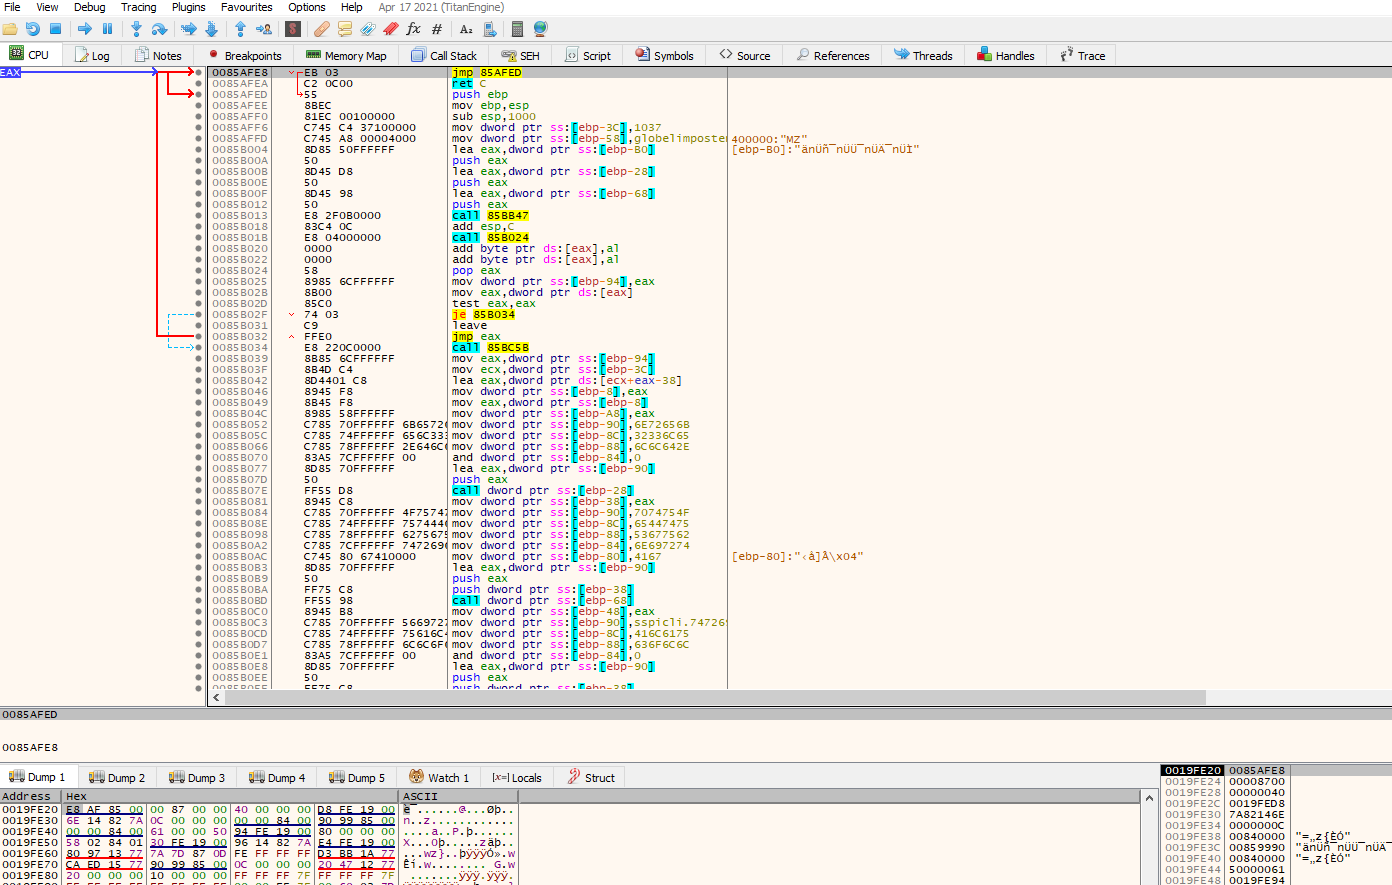 File View Debug Tracing Plugins Favourites Options Help Apr 17 2021 (TitanEngine)
CPU Log Notes Breakpoints Memory Map Call Stack SEH Script Symbols Source References Threads Handles Trace
EAX
0085AFE8 EB 03 jmp 85AFED
0085AFEA C2 0C00 ret C
0085AFED 55 push ebp
0085AFEE 8BEC mov ebp,esp
0085AFF0 81EC 00100000 sub esp,1000
0085AFF6 C745 C4 37100000 mov dword ptr ss:[ebp-3C],1037
0085AFFD C745 A8 00004000 mov dword ptr ss:[ebp-58],globelimposter 400000:"MZ"
0085B004 8D85 50FFFFFF lea eax,dword ptr ss:[ebp-B0] [ebp-B0]:"änÜñ¯nÜÜ¯nÜÄ¯nÜÌ"
0085B00A 50 push eax
0085B00B 8D45 D8 lea eax,dword ptr ss:[ebp-28]
0085B00E 50 push eax
0085B00F 8D45 98 lea eax,dword ptr ss:[ebp-68]
0085B012 50 push eax
0085B013 E8 2F0B0000 call 85BB47
0085B018 83C4 0C add esp,C
0085B01B E8 04000000 call 85B024
0085B020 0000 add byte ptr ds:[eax],al
0085B022 0000 add byte ptr ds:[eax],al
0085B024 58 pop eax
0085B025 8985 6CFFFFFF mov dword ptr ss:[ebp-94],eax
0085B02B 8B00 mov eax,dword ptr ds:[eax]
0085B02D 85C0 test eax,eax
0085B02F 74 03 je 85B034
0085B031 C9 leave
0085B032 FFE0 jmp eax
0085B034 E8 220C0000 call 85BC5B
0085B039 8B85 6CFFFFFF mov eax,dword ptr ss:[ebp-94]
0085B03F 8B4D C4 mov ecx,dword ptr ss:[ebp-3C]
0085B042 8D4401 C8 lea eax,dword ptr ds:[ecx+eax-38]
0085B046 8945 F8 mov dword ptr ss:[ebp-8],eax
0085B049 8B45 F8 mov eax,dword ptr ss:[ebp-8]
0085B04C 8985 58FFFFFF mov dword ptr ss:[ebp-A8],eax
0085B052 C785 70FFFFFF 6B65726 mov dword ptr ss:[ebp-90],6E72656B
0085B05C C785 74FFFFFF 656C333 mov dword ptr ss:[ebp-8C],32336C65
0085B066 C785 78FFFFFF 2E646C6 mov dword ptr ss:[ebp-88],6C6C642E
0085B070 83A5 7CFFFFFF 00 and dword ptr ss:[ebp-84],0
0085B077 8D85 70FFFFFF lea eax,dword ptr ss:[ebp-90]
0085B07D 50 push eax
0085B07E FF55 D8 call dword ptr ss:[ebp-28]
0085B081 8945 C8 mov dword ptr ss:[ebp-38],eax
0085B084 C785 70FFFFFF 4F75747 mov dword ptr ss:[ebp-90],7074754F
0085B08E C785 74FFFFFF 7574446 mov dword ptr ss:[ebp-8C],65447475
0085B098 C785 78FFFFFF 6275675 mov dword ptr ss:[ebp-88],53677562
0085B0A2 C785 7CFFFFFF 7472696 mov dword ptr ss:[ebp-84],6E697274
0085B0AC C745 80 67410000 mov dword ptr ss:[ebp-80],4167 [ebp-80]:"‹å]Â\x04"
0085B0B3 8D85 70FFFFFF lea eax,dword ptr ss:[ebp-90]
0085B0B9 50 push eax
0085B0BA FF75 C8 push dword ptr ss:[ebp-38]
0085B0BD FF55 98 call dword ptr ss:[ebp-68]
0085B0C0 8945 B8 mov dword ptr ss:[ebp-48],eax
0085B0C3 C785 70FFFFFF 5669727 mov dword ptr ss:[ebp-90],sspicli.747269
0085B0CD C785 74FFFFFF 75616C4 mov dword ptr ss:[ebp-8C],416C6175
0085B0D7 C785 78FFFFFF 6C6C6F6 mov dword ptr ss:[ebp-88],636F6C6C
0085B0E1 83A5 7CFFFFFF 00 and dword ptr ss:[ebp-84],0
0085B0E8 8D85 70FFFFFF lea eax,dword ptr ss:[ebp-90]
0085B0EE 50 push eax
0085B0EF FF75 C8 push dword ptr ss:[ebp-38]
0085AFED
0085AFE8
Dump 1 Dump 2 Dump 3 Dump 4 Dump 5 Watch 1 Locals Struct
Address Hex ASCII
0019FE20 E8 AF 85 00 00 87 00 00 40 00 00 00 D8 FE 19 00
0019FE30 6E 14 82 7A 0C 00 00 00 00 00 84 00 90 99 85 00
0019FE40 00 00 84 00 61 00 00 50 94 FE 19 00 80 00 00 00
0019FE50 58 02 84 01 30 FE 19 00 96 14 82 7A E4 FE 19 00
0019FE60 80 97 13 77 7A 7D 87 0D FE FF FF FF D3 BB 1A 77
0019FE70 CA ED 15 77 90 99 85 00 0C 00 00 00 20 47 12 77
0019FE80 20 00 00 00 10 00 00 00 FF FF FF 7F FF FF FF 7F
0019FE20 0085AFE8
0019FE24 00008700
0019FE28 00000040
0019FE2C 0019FED8
0019FE30 7A82146E
0019FE34 0000000C
0019FE38 00840000 "=„z{ÈÓ"
0019FE3C 00859990 "änÜñ¯nÜÜ¯nÜÄ¯
0019FE40 00840000 "=„z{ÈÓ"
0019FE44 50000061
0019FE48 0019FE94